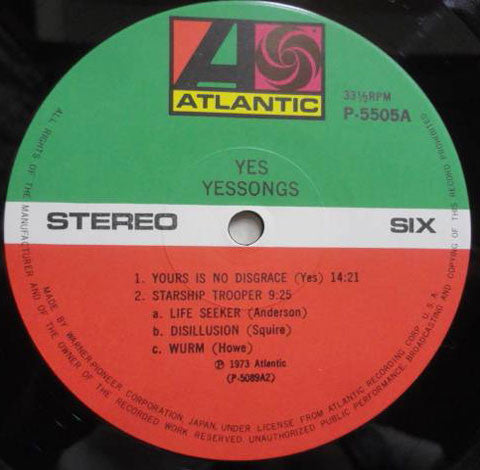 ATLANTIC
33⅓RPM
P-5505A
YES
YESSONGS
STEREO
SIX
1. YOURS IS NO DISGRACE (Yes) 14:21
2. STARSHIP TROOPER 9:25
a. LIFE SEEKER (Anderson)
b. DISILLUSION (Squire)
c. WURM (Howe)
℗ 1973 Atlantic
(P-5089A2)
MADE BY WARNER-PIONEER CORPORATION, JAPAN, UNDER LICENSE FROM ATLANTIC RECORDING CORP., U.S.A.
ALL RIGHTS OF THE MANUFACTURER AND OF THE OWNER OF THE RECORDED WORK RESERVED. UNAUTHORIZED PUBLIC PERFORMANCE, BROADCASTING AND COPYING OF THIS RECORD PROHIBITED